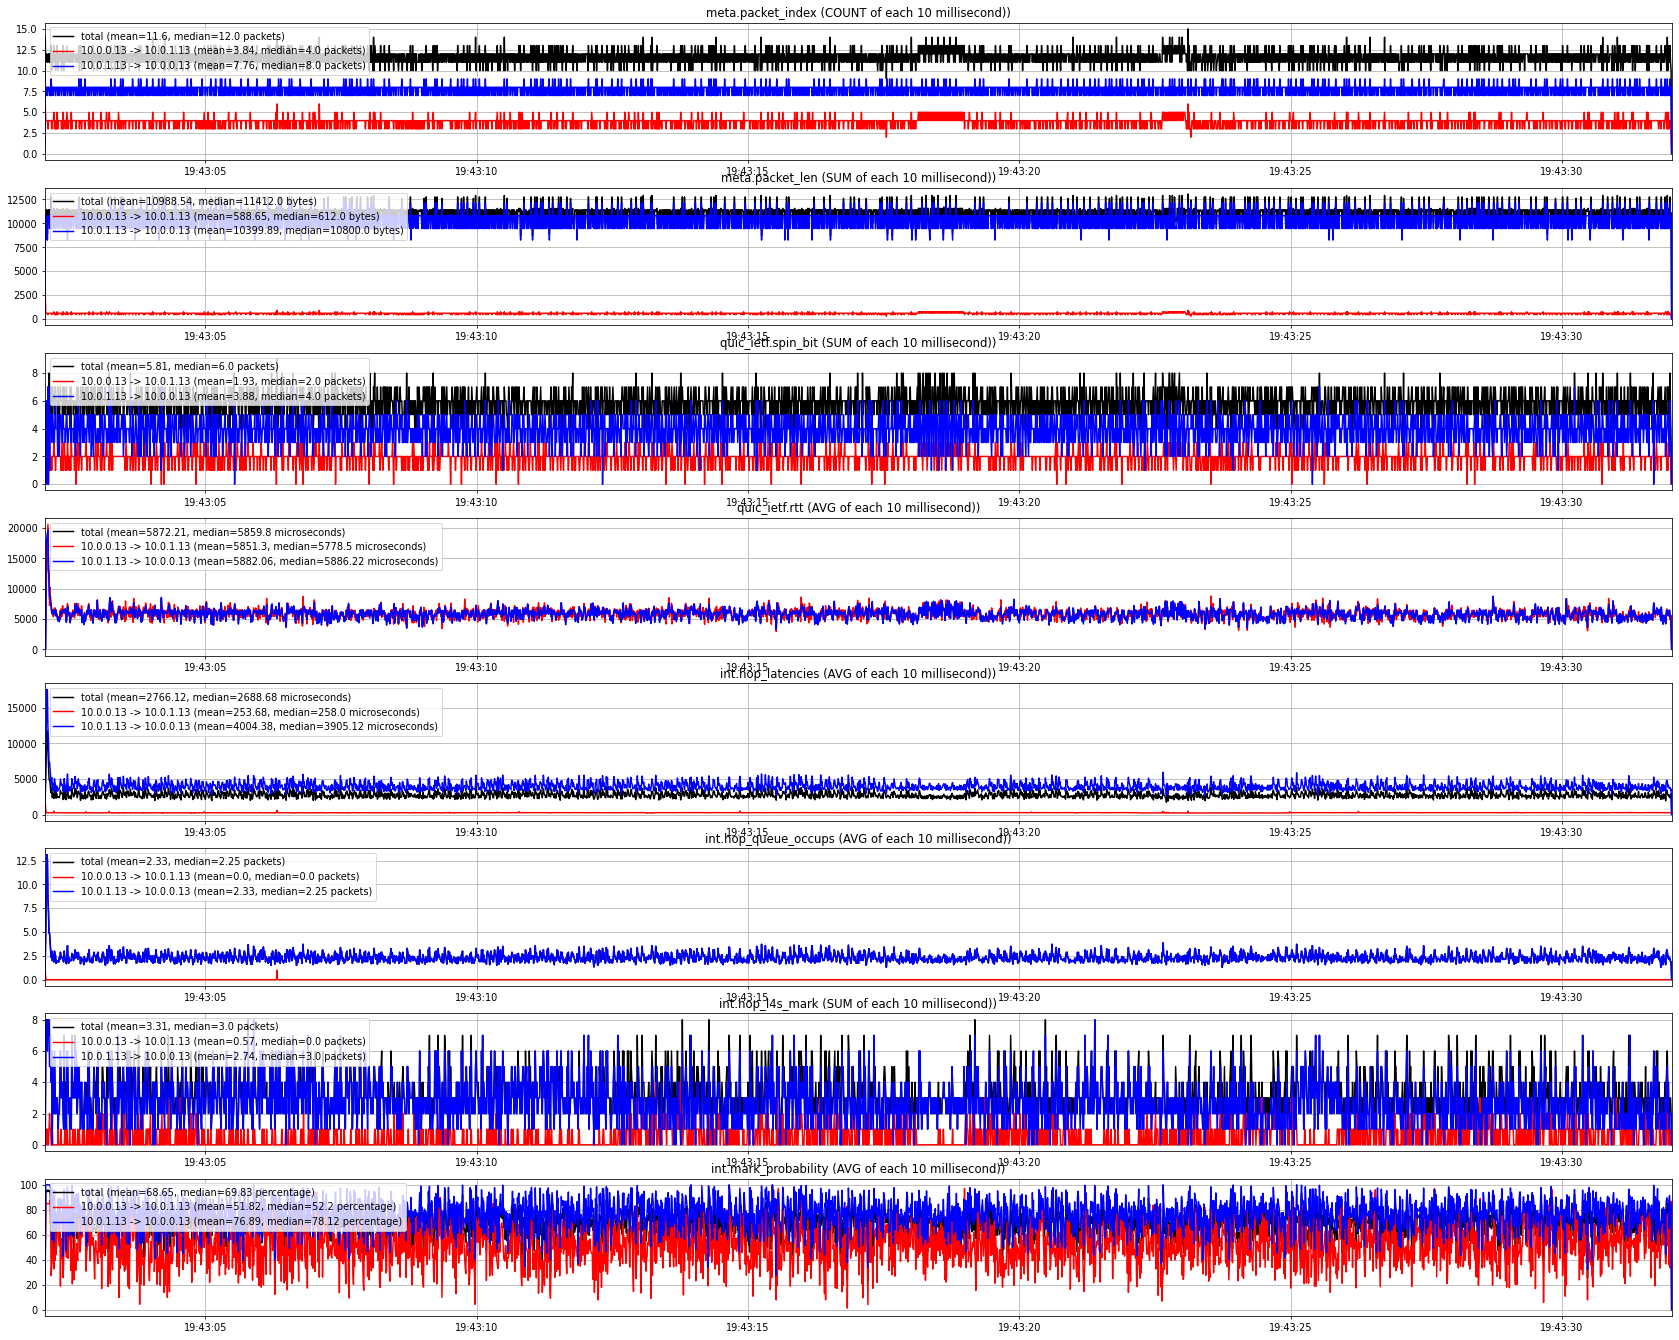 meta.packet_index (COUNT of each 10 millisecond))
15.0
12.5
10.0
7.5
5.0
2.5
0.0
total (mean=11.6, median=12.0 packets)
10.0.0.13 -> 10.0.1.13 (mean=3.84, median=4.0 packets)
10.0.1.13 -> 10.0.0.13 (mean=7.76, median=8.0 packets)
19:43:05 19:43:10 19:43:15 19:43:20 19:43:25 19:43:30
meta.packet_len (SUM of each 10 millisecond))
12500
10000
7500
5000
2500
0
total (mean=10988.54, median=11412.0 bytes)
10.0.0.13 -> 10.0.1.13 (mean=588.65, median=612.0 bytes)
10.0.1.13 -> 10.0.0.13 (mean=10399.89, median=10800.0 bytes)
19:43:05 19:43:10 19:43:15 19:43:20 19:43:25 19:43:30
quic_ietf.spin_bit (SUM of each 10 millisecond))
8
6
4
2
0
total (mean=5.81, median=6.0 packets)
10.0.0.13 -> 10.0.1.13 (mean=1.93, median=2.0 packets)
10.0.1.13 -> 10.0.0.13 (mean=3.88, median=4.0 packets)
19:43:05 19:43:10 19:43:15 19:43:20 19:43:25 19:43:30
quic_ietf.rtt (AVG of each 10 millisecond))
20000
15000
10000
5000
0
total (mean=5872.21, median=5859.8 microseconds)
10.0.0.13 -> 10.0.1.13 (mean=5851.3, median=5778.5 microseconds)
10.0.1.13 -> 10.0.0.13 (mean=5882.06, median=5886.22 microseconds)
19:43:05 19:43:10 19:43:15 19:43:20 19:43:25 19:43:30
int.hop_latencies (AVG of each 10 millisecond))
15000
10000
5000
0
total (mean=2766.12, median=2688.68 microseconds)
10.0.0.13 -> 10.0.1.13 (mean=253.68, median=258.0 microseconds)
10.0.1.13 -> 10.0.0.13 (mean=4004.38, median=3905.12 microseconds)
19:43:05 19:43:10 19:43:15 19:43:20 19:43:25 19:43:30
int.hop_queue_occups (AVG of each 10 millisecond))
12.5
10.0
7.5
5.0
2.5
0.0
total (mean=2.33, median=2.25 packets)
10.0.0.13 -> 10.0.1.13 (mean=0.0, median=0.0 packets)
10.0.1.13 -> 10.0.0.13 (mean=2.33, median=2.25 packets)
19:43:05 19:43:10 19:43:15 19:43:20 19:43:25 19:43:30
int.hop_l4s_mark (SUM of each 10 millisecond))
8
6
4
2
0
total (mean=3.31, median=3.0 packets)
10.0.0.13 -> 10.0.1.13 (mean=0.57, median=0.0 packets)
10.0.1.13 -> 10.0.0.13 (mean=2.74, median=3.0 packets)
19:43:05 19:43:10 19:43:15 19:43:20 19:43:25 19:43:30
int.mark_probability (AVG of each 10 millisecond))
100
80
60
40
20
0
total (mean=68.65, median=69.83 percentage)
10.0.0.13 -> 10.0.1.13 (mean=51.82, median=52.2 percentage)
10.0.1.13 -> 10.0.0.13 (mean=76.89, median=78.12 percentage)
19:43:05 19:43:10 19:43:15 19:43:20 19:43:25 19:43:30